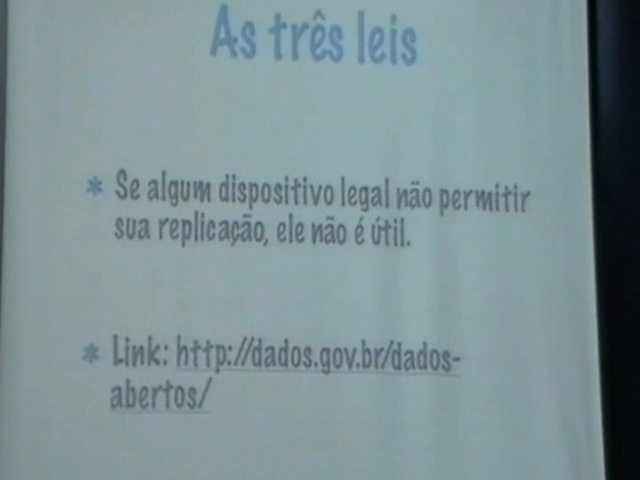 As três leis
* Se algum dispositivo legal não permitir
sua replicação, ele não é útil.
* Link: http://dados.gov.br/dados-
abertos/